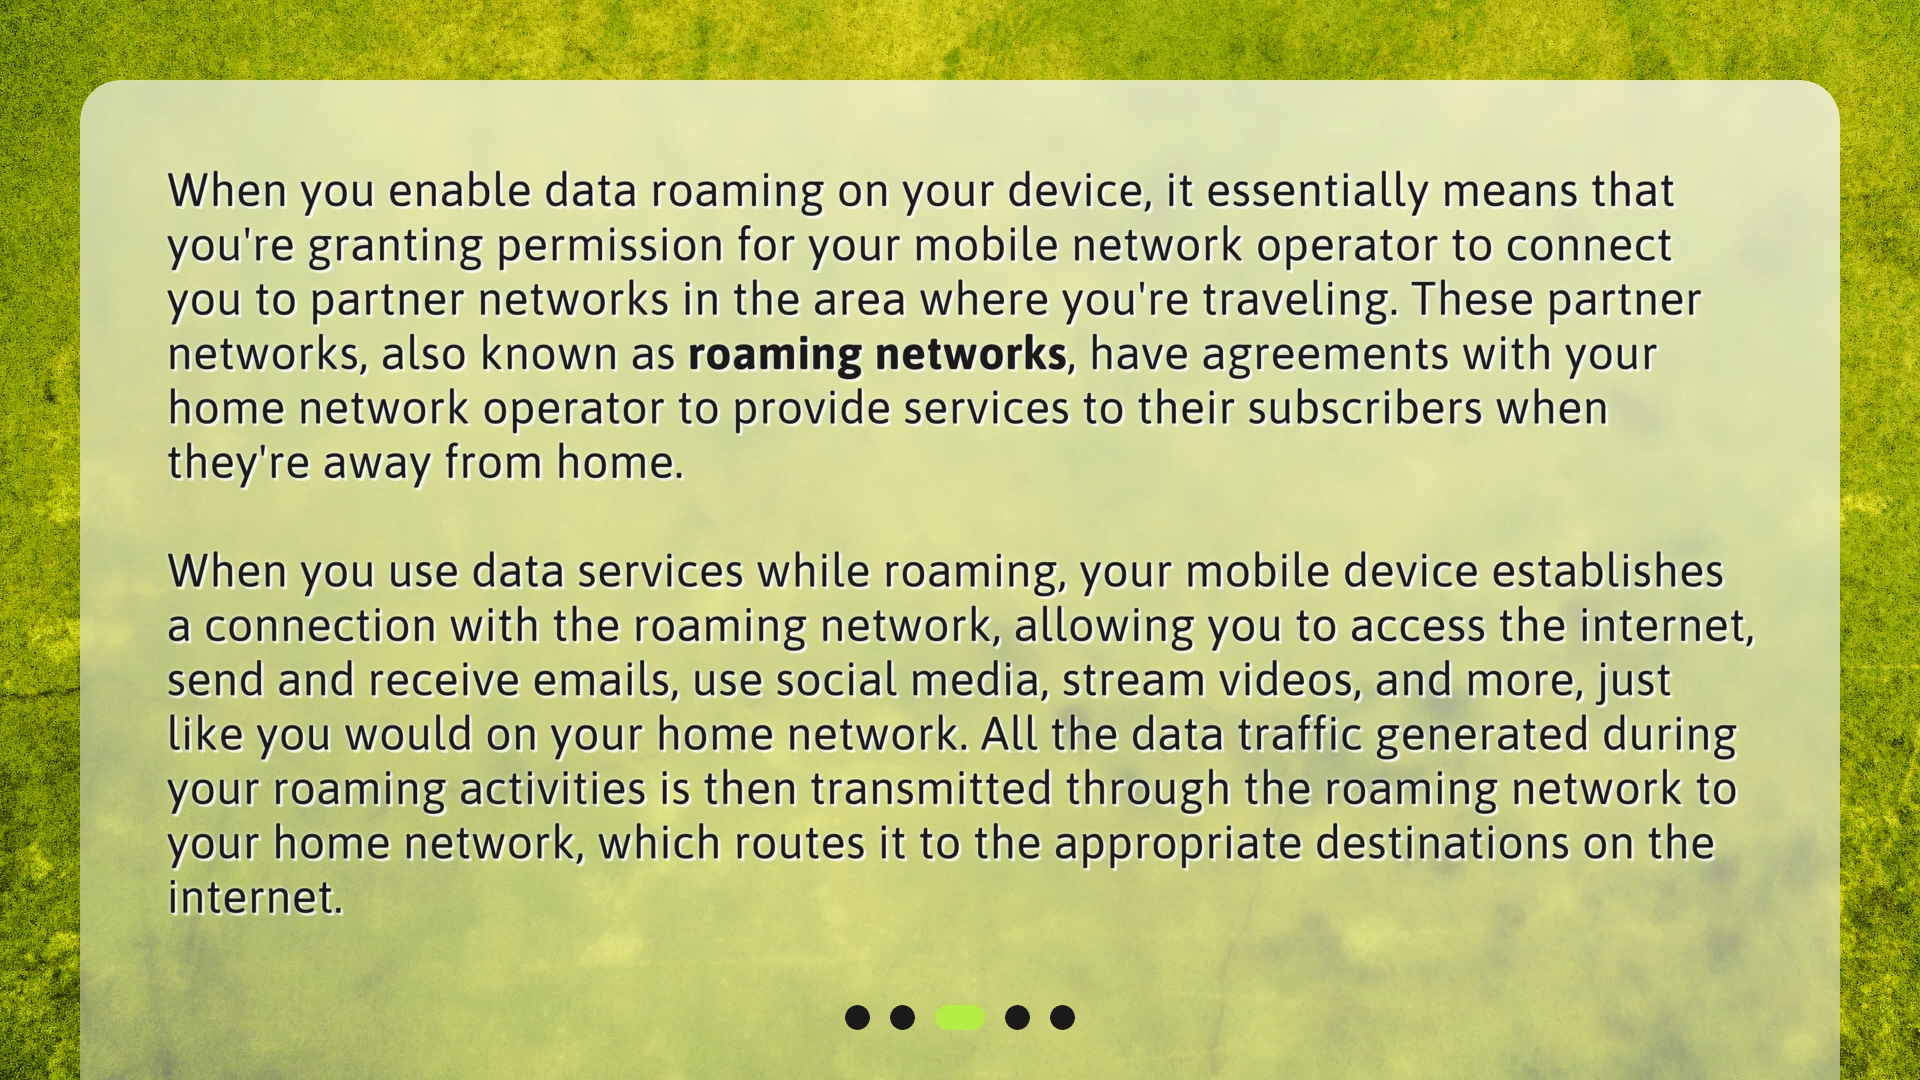 When you enable data roaming on your device, it essentially means that
you're granting permission for your mobile network operator to connect
you to partner networks in the area where you're traveling. These partner
networks, also known as roaming networks, have agreements with your
home network operator to provide services to their subscribers when
they're away from home.
When you use data services while roaming, your mobile device establishes
a connection with the roaming network, allowing you to access the internet,
send and receive emails, use social media, stream videos, and more, just
like you would on your home network. All the data traffic generated during
your roaming activities is then transmitted through the roaming network to
your home network, which routes it to the appropriate destinations on the
internet.